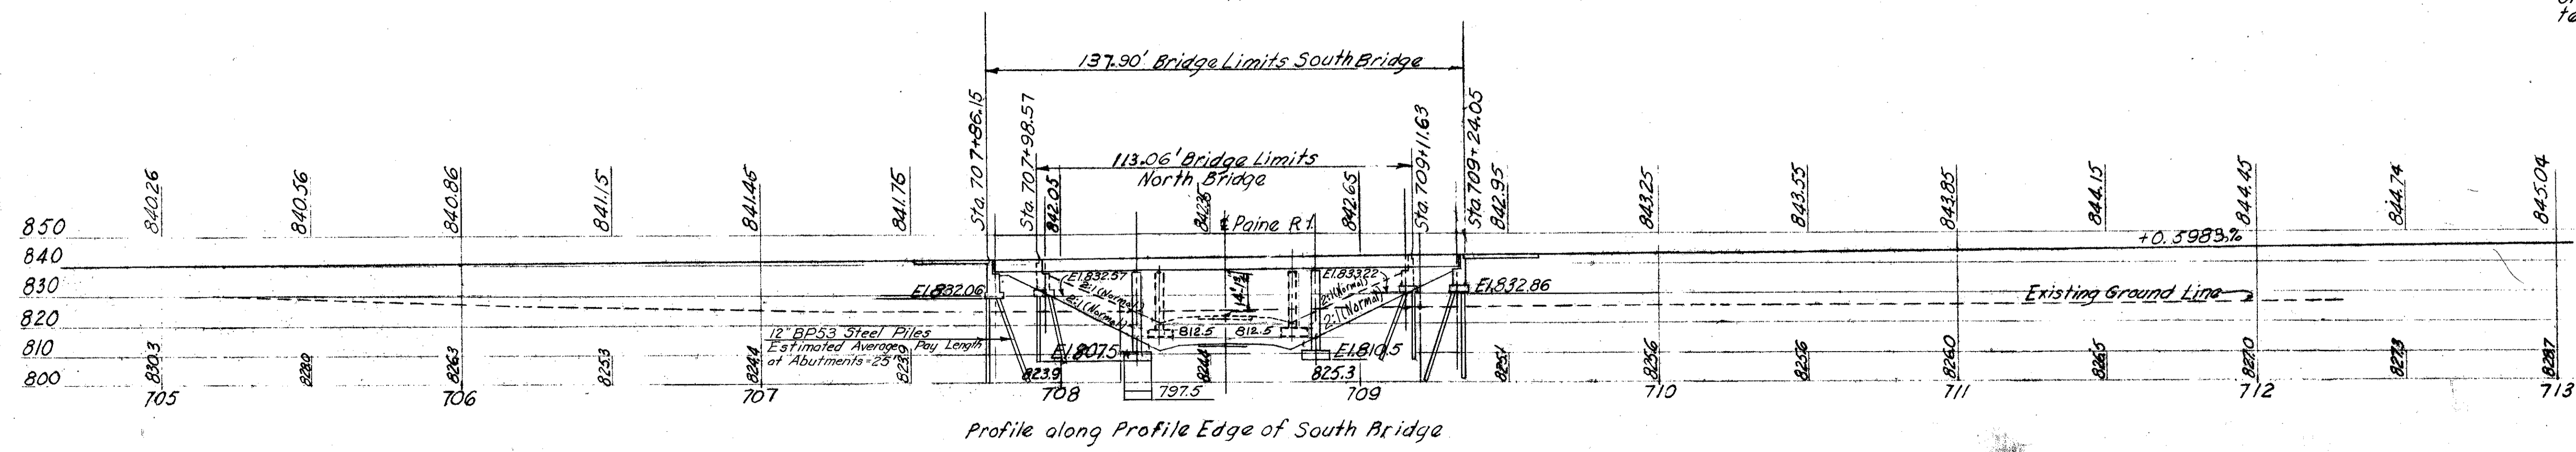 137.90' Bridge Limits South Bridge
Sta. 707+86.15
Sta. 707+98.57
113.06' Bridge Limits
North Bridge
Sta. 709+11.63
Sta. 709+24.05
840.26
840.56
840.86
841.15
841.45
841.75
842.05
842.35
842.65
842.95
843.25
843.55
843.85
844.15
844.45
844.74
845.04
℄ Paine Rd.
+0.5983%
850
840
830
820
810
800
El. 832.57
El. 833.22
2:1 (Normal)
2:1 (Normal)
2:1 (Normal)
2:1 (Normal)
El. 832.06
El. 832.86
Existing Ground Line
812.5
812.5
12" BP53 Steel Piles
Estimated Average Pay Length
at Abutments = 25'
El. 807.5
El. 810.5
830.3
826.3
825.3
824.4
823.9
823.9
824.4
825.3
825.1
825.6
825.6
826.0
826.5
827.0
827.3
828.7
797.5
705
706
707
708
709
710
711
712
713
Profile along Profile Edge of South Bridge